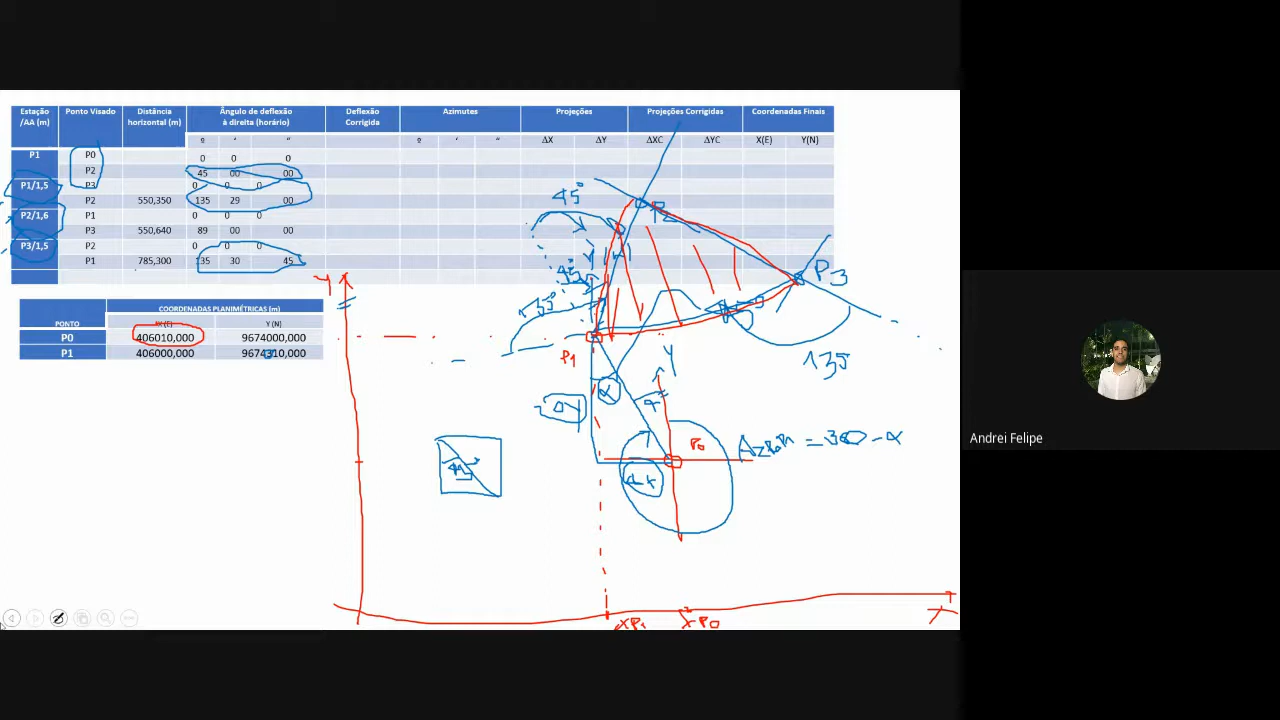 Estação /AA (m) Ponto Visado Distância horizontal (m) Ângulo de deflexão à direita (horário) Deflexão Corrigida Azimutes Projeções Projeções Corrigidas Coordenadas Finais
º ‘ “ º ‘ “ ΔX ΔY ΔXC ΔYC X(E) Y(N)
P1 P0 0 0 0
P2 45 00 00
P1/1,5 P3 0 0 0
P2 550,350 135 29 00
P2/1,6 P1 0 0 0
P3 550,640 89 00 00
P3/1,5 P2 0 0 0
P1 785,300 135 30 45
COORDENADAS PLANIMÉTRICAS (m)
PONTO X (E) Y (N)
P0 406010,000 9674000,000
P1 406000,000 9674310,000
45°
P2
P3
45°
135°
135
Y
P1
Y
α
α
ΔY
P0
AzP0P1 = 360 - α
ΔX
XP1
XP0
X
Andrei Felipe